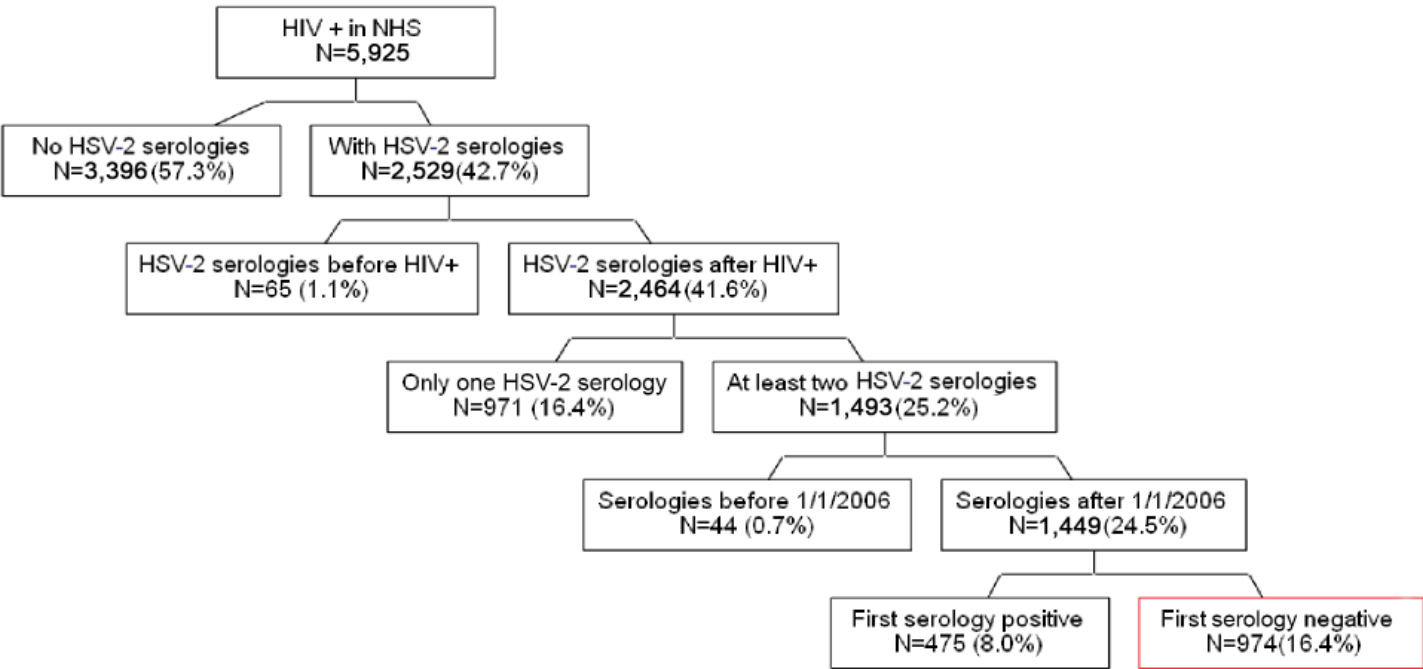 HIV + in NHS
N=5,925
No HSV-2 serologies
N=3,396(57.3%)
With HSV-2 serologies
N=2,529(42.7%)
HSV-2 serologies before HIV+
N=65 (1.1%)
HSV-2 serologies after HIV+
N=2,464(41.6%)
Only one HSV-2 serology
N=971 (16.4%)
At least two HSV-2 serologies
N=1,493(25.2%)
Serologies before 1/1/2006
N=44 (0.7%)
Serologies after 1/1/2006
N=1,449(24.5%)
First serology positive
N=475 (8.0%)
First serology negative
N=974(16.4%)